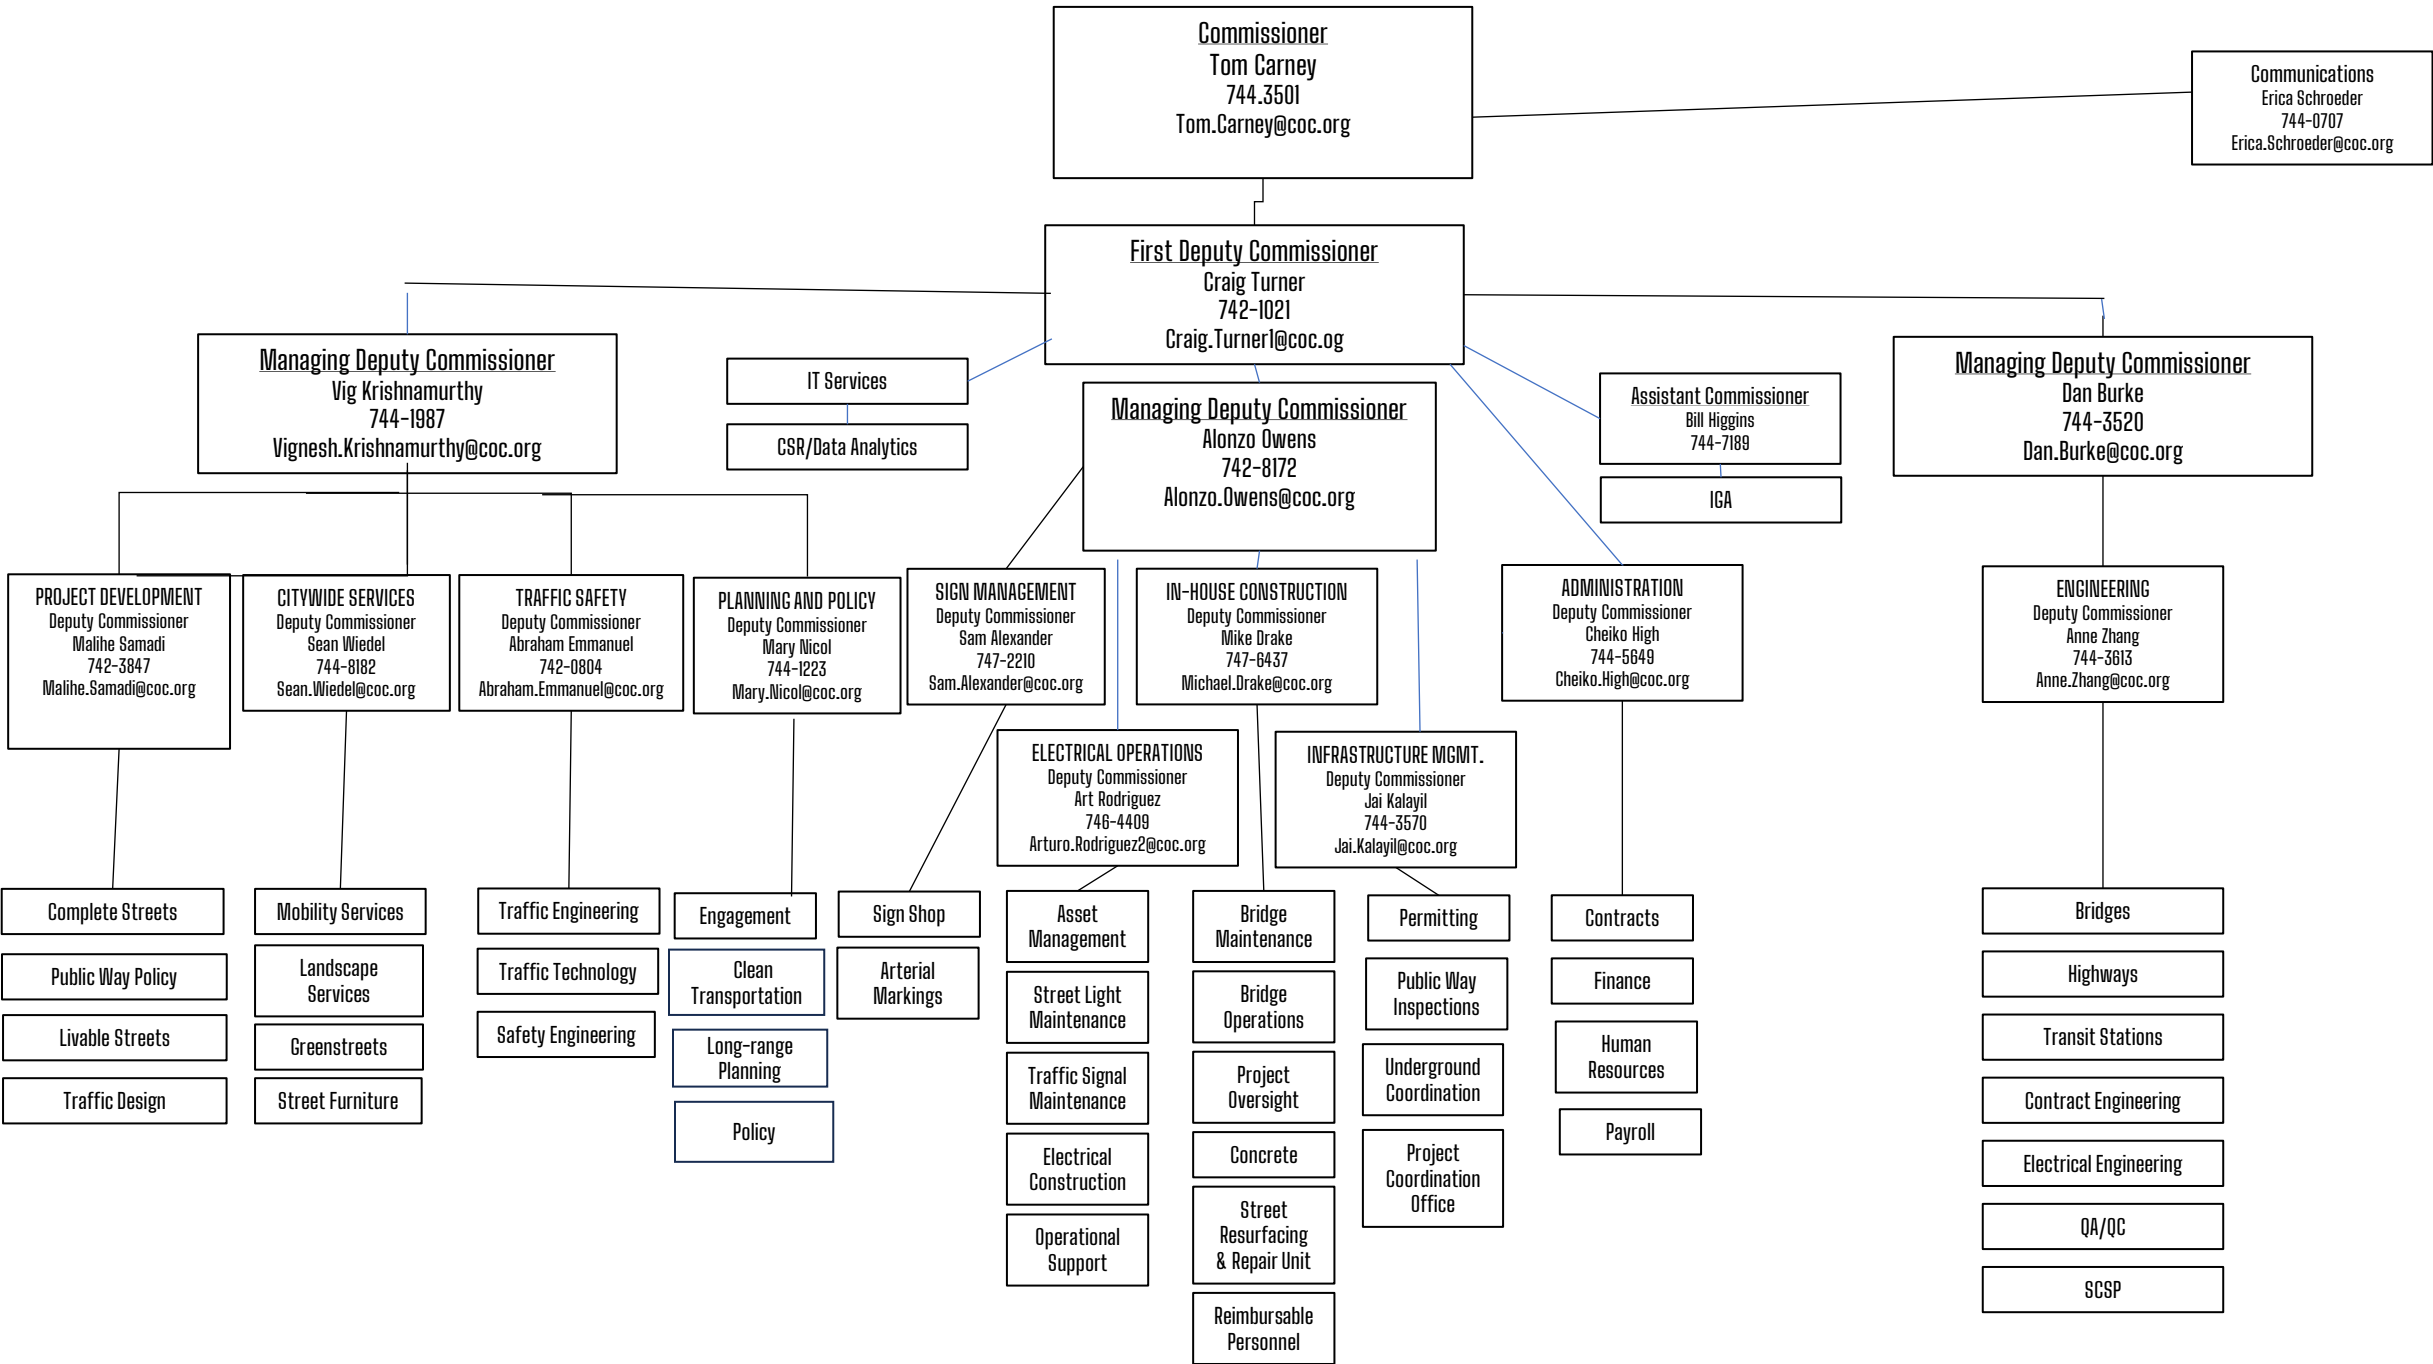 Commissioner
Tom Carney
744.3501
Tom.Carney@coc.org
Communications
Erica Schroeder
744-0707
Erica.Schroeder@coc.org
First Deputy Commissioner
Craig Turner
742-1021
Craig.Turner1@coc.og
Managing Deputy Commissioner
Vig Krishnamurthy
744-1987
Vignesh.Krishnamurthy@coc.org
IT Services
CSR/Data Analytics
Managing Deputy Commissioner
Alonzo Owens
742-8172
Alonzo.Owens@coc.org
Assistant Commissioner
Bill Higgins
744-7189
IGA
Managing Deputy Commissioner
Dan Burke
744-3520
Dan.Burke@coc.org
PROJECT DEVELOPMENT
Deputy Commissioner
Malihe Samadi
742-3847
Malihe.Samadi@coc.org
CITYWIDE SERVICES
Deputy Commissioner
Sean Wiedel
744-8182
Sean.Wiedel@coc.org
TRAFFIC SAFETY
Deputy Commissioner
Abraham Emmanuel
742-0804
Abraham.Emmanuel@coc.org
PLANNING AND POLICY
Deputy Commissioner
Mary Nicol
744-1223
Mary.Nicol@coc.org
SIGN MANAGEMENT
Deputy Commissioner
Sam Alexander
747-2210
Sam.Alexander@coc.org
IN-HOUSE CONSTRUCTION
Deputy Commissioner
Mike Drake
747-6437
Michael.Drake@coc.org
ADMINISTRATION
Deputy Commissioner
Cheiko High
744-5649
Cheiko.High@coc.org
ENGINEERING
Deputy Commissioner
Anne Zhang
744-3613
Anne.Zhang@coc.org
ELECTRICAL OPERATIONS
Deputy Commissioner
Art Rodriguez
746-4409
Arturo.Rodriguez2@coc.org
INFRASTRUCTURE MGMT.
Deputy Commissioner
Jai Kalayil
744-3570
Jai.Kalayil@coc.org
Complete Streets
Public Way Policy
Livable Streets
Traffic Design
Mobility Services
Landscape
Services
Greenstreets
Street Furniture
Traffic Engineering
Traffic Technology
Safety Engineering
Engagement
Clean
Transportation
Long-range
Planning
Policy
Sign Shop
Arterial
Markings
Asset
Management
Street Light
Maintenance
Traffic Signal
Maintenance
Electrical
Construction
Operational
Support
Bridge
Maintenance
Bridge
Operations
Project
Oversight
Concrete
Street
Resurfacing
& Repair Unit
Reimbursable
Personnel
Permitting
Public Way
Inspections
Underground
Coordination
Project
Coordination
Office
Contracts
Finance
Human
Resources
Payroll
Bridges
Highways
Transit Stations
Contract Engineering
Electrical Engineering
QA/QC
SCSP